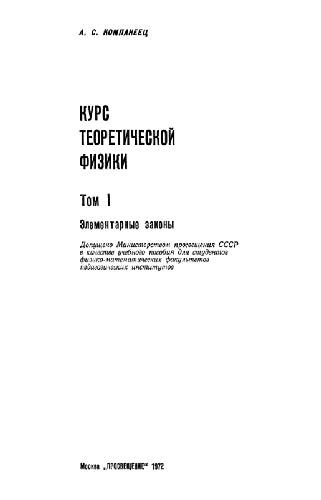 А. С. КОМПАНЕЕЦ
КУРС
ТЕОРЕТИЧЕСКОЙ
ФИЗИКИ
Том I
Элементарные законы
Допущено Министерством просвещения СССР
в качестве учебного пособия для студентов
физико-математических факультетов
педагогических институтов
Москва „ПРОСВЕЩЕНИЕ" 1972